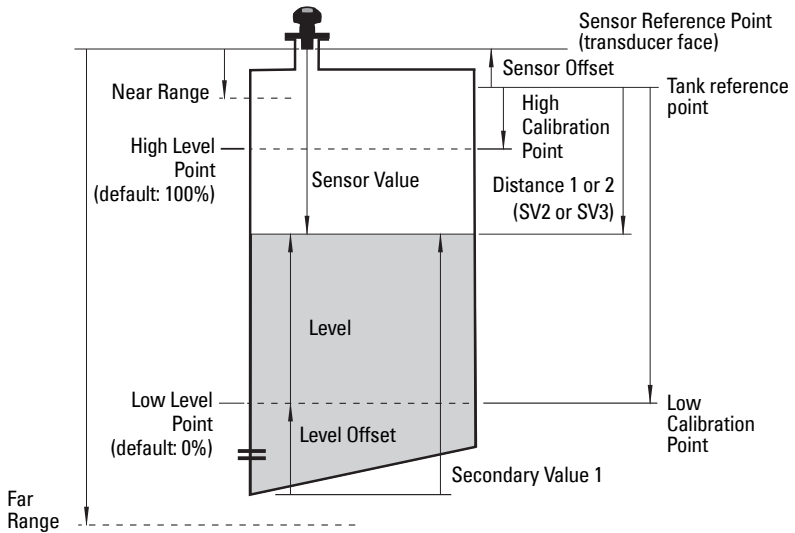 Sensor Reference Point
(transducer face)
Sensor Offset
Tank reference
point
Near Range
High
Calibration
Point
High Level
Point
(default: 100%)
Sensor Value
Distance 1 or 2
(SV2 or SV3)
Level
Low Level
Point
(default: 0%)
Level Offset
Low
Calibration
Point
Secondary Value 1
Far
Range